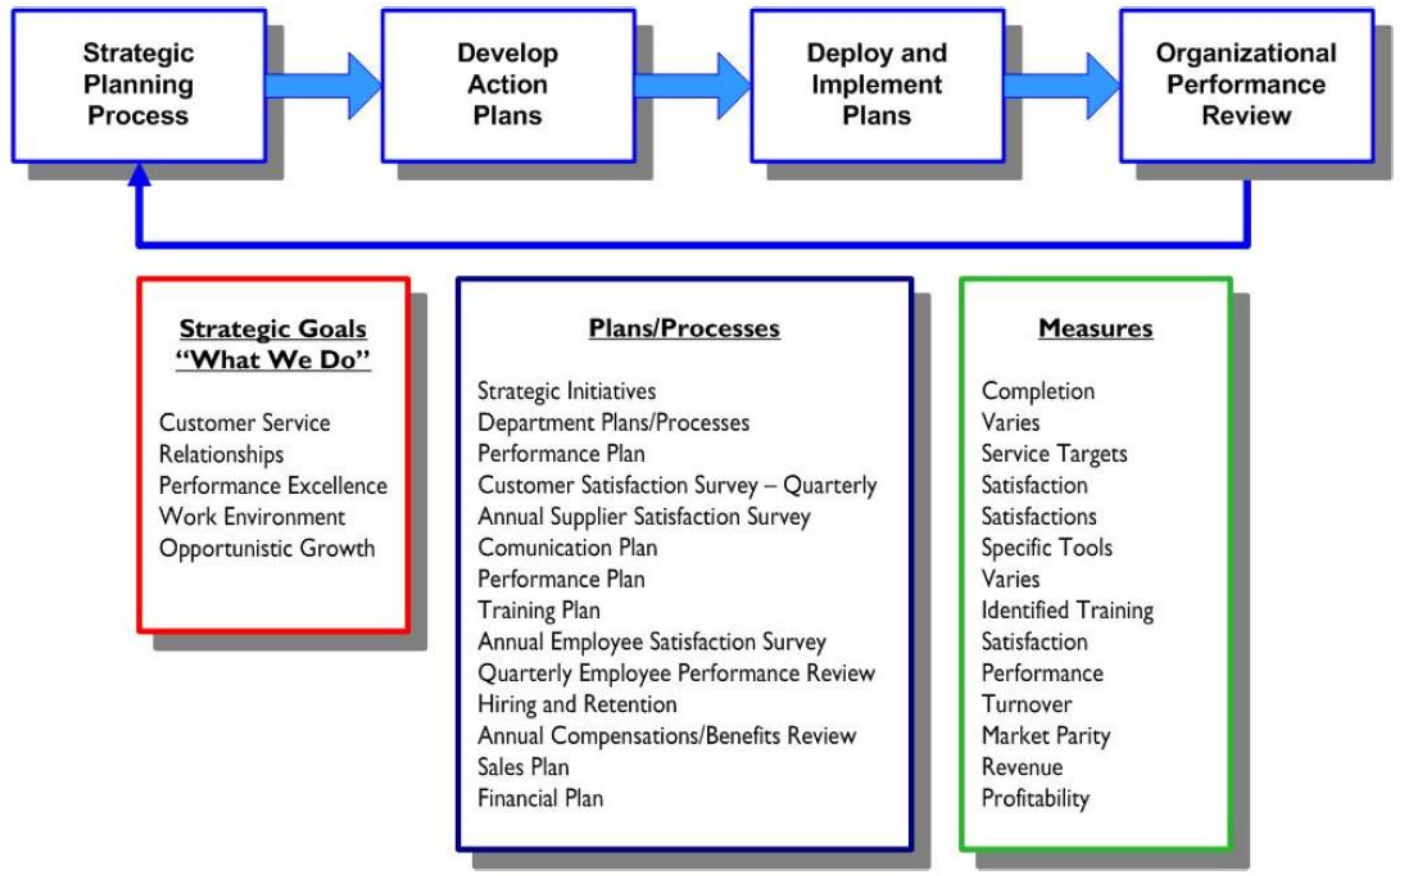 Strategic
Planning
Process
Develop
Action
Plans
Deploy and
Implement
Plans
Organizational
Performance
Review
Strategic Goals
“What We Do”
Customer Service
Relationships
Performance Excellence
Work Environment
Opportunistic Growth
Plans/Processes
Strategic Initiatives
Department Plans/Processes
Performance Plan
Customer Satisfaction Survey – Quarterly
Annual Supplier Satisfaction Survey
Comunication Plan
Performance Plan
Training Plan
Annual Employee Satisfaction Survey
Quarterly Employee Performance Review
Hiring and Retention
Annual Compensations/Benefits Review
Sales Plan
Financial Plan
Measures
Completion
Varies
Service Targets
Satisfaction
Satisfactions
Specific Tools
Varies
Identified Training
Satisfaction
Performance
Turnover
Market Parity
Revenue
Profitability